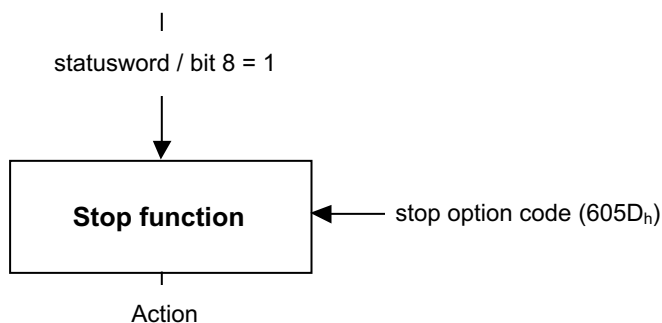 statusword / bit 8 = 1
Stop function
stop option code (605Dₕ)
Action